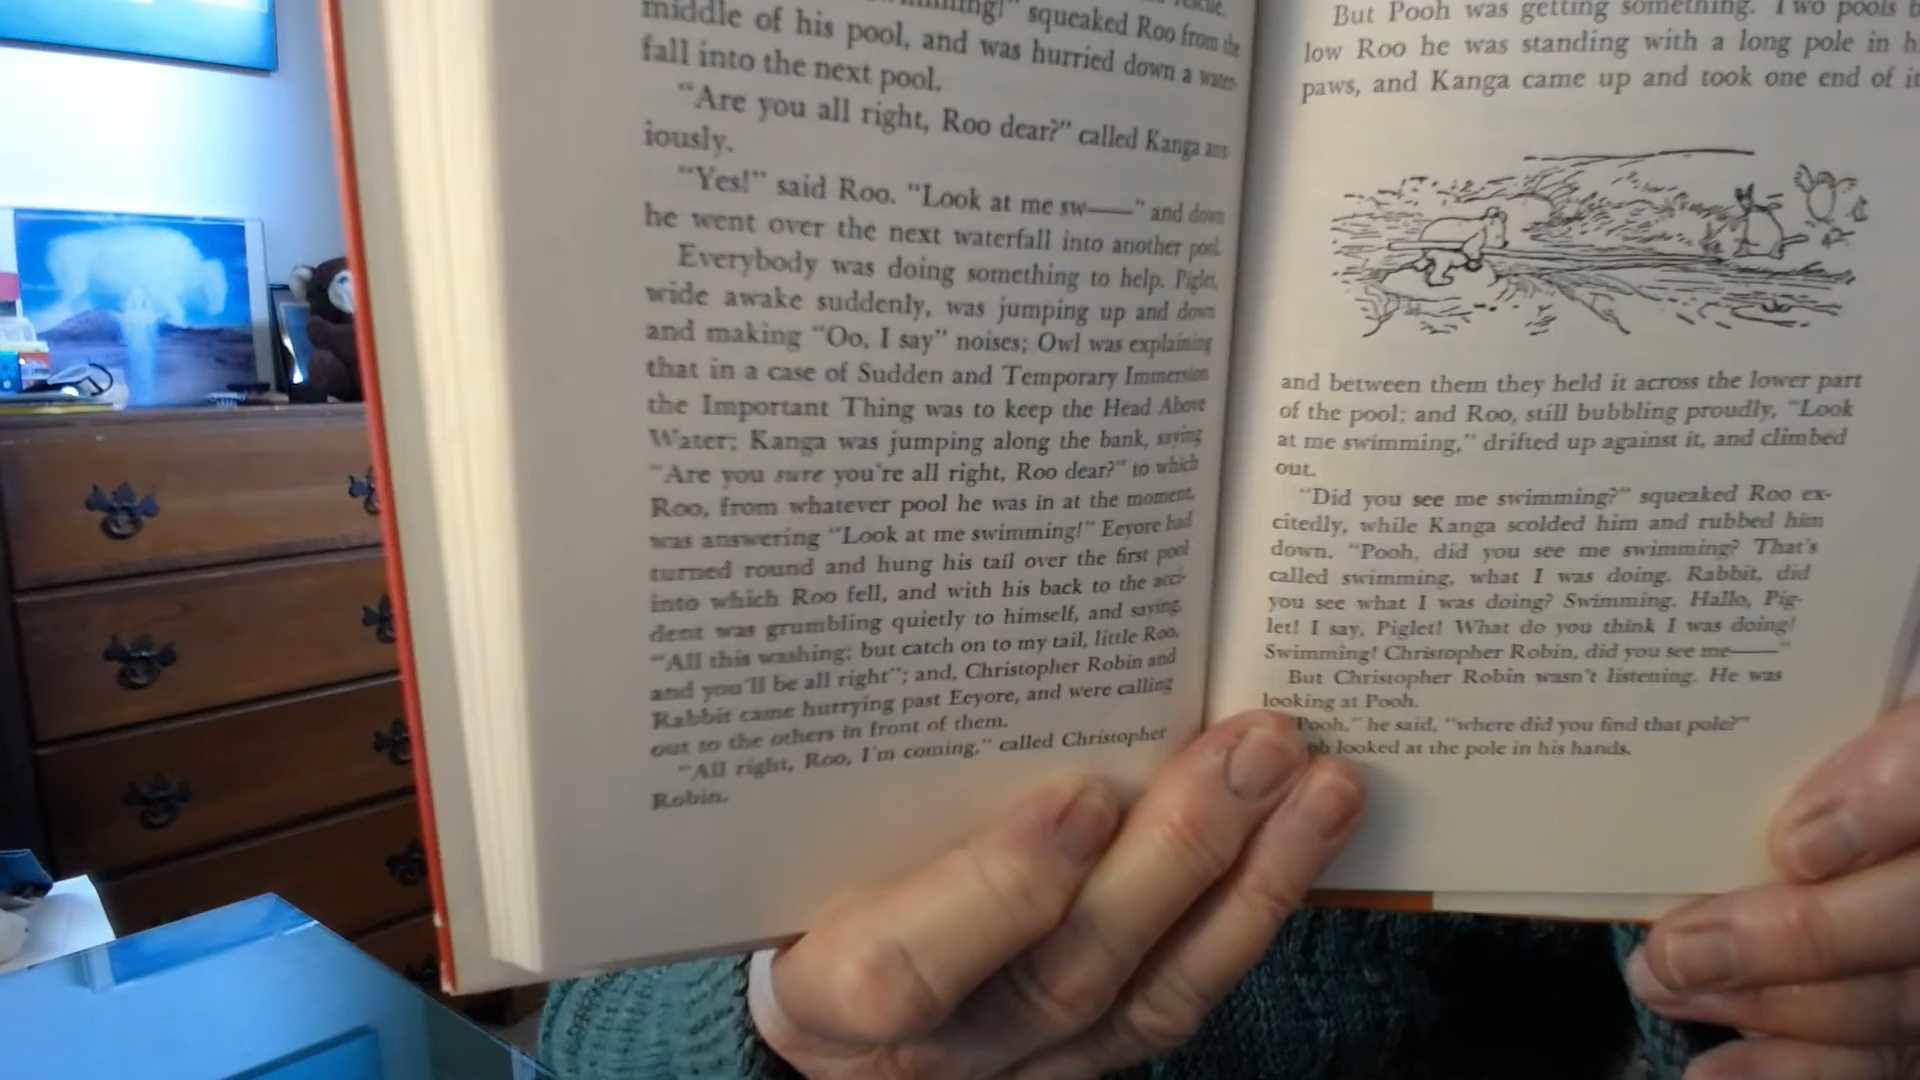 squeaked Roo from the
middle of his pool, and was hurried down a water-
fall into the next pool.
"Are you all right, Roo dear?" called Kanga anx-
iously.
"Yes!" said Roo. "Look at me sw——" and down
he went over the next waterfall into another pool.
Everybody was doing something to help. Piglet,
wide awake suddenly, was jumping up and down
and making "Oo, I say" noises; Owl was explaining
that in a case of Sudden and Temporary Immersion
the Important Thing was to keep the Head Above
Water; Kanga was jumping along the bank, saying
"Are you sure you're all right, Roo dear?" to which
Roo, from whatever pool he was in at the moment,
was answering "Look at me swimming!" Eeyore had
turned round and hung his tail over the first pool
into which Roo fell, and with his back to the acci-
dent was grumbling quietly to himself, and saying,
"All this washing; but catch on to my tail, little Roo,
and you'll be all right"; and, Christopher Robin and
Rabbit came hurrying past Eeyore, and were calling
out to the others in front of them.
"All right, Roo, I'm coming," called Christopher
Robin.
But Pooh was getting something. Two pools
low Roo he was standing with a long pole in
paws, and Kanga came up and took one end of it
and between them they held it across the lower part
of the pool; and Roo, still bubbling proudly, "Look
at me swimming," drifted up against it, and climbed
out.
"Did you see me swimming?" squeaked Roo ex-
citedly, while Kanga scolded him and rubbed him
down. "Pooh, did you see me swimming? That's
called swimming, what I was doing. Rabbit, did
you see what I was doing? Swimming. Hallo, Pig-
let! I say, Piglet! What do you think I was doing!
Swimming! Christopher Robin, did you see me——"
But Christopher Robin wasn't listening. He was
looking at Pooh.
"Pooh," he said, "where did you find that pole?"
looked at the pole in his hands.